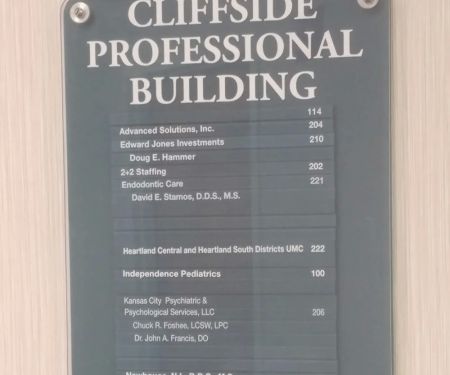 CLIFFSIDE
PROFESSIONAL
BUILDING
114
Advanced Solutions, Inc. 204
Edward Jones Investments 210
Doug E. Hammer
2+2 Staffing 202
Endodontic Care 221
David E. Stamos, D.D.S., M.S.
Heartland Central and Heartland South Districts UMC 222
Independence Pediatrics 100
Kansas City Psychiatric &
Psychological Services, LLC 206
Chuck R. Foshee, LCSW, LPC
Dr. John A. Francis, DO